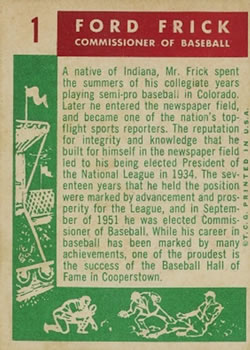 1
FORD FRICK
COMMISSIONER OF BASEBALL
A native of Indiana, Mr. Frick spent
the summers of his collegiate years
playing semi-pro baseball in Colorado.
Later he entered the newspaper field,
and became one of the nation's top-
flight sports reporters. The reputation
for integrity and knowledge that he
built for himself in the newspaper field
led to his being elected President of
the National League in 1934. The sev-
enteen years that he held the position
were marked by advancement and pros-
perity for the League, and in Septem-
ber of 1951 he was elected Commis-
sioner of Baseball. While his career in
baseball has been marked by many
achievements, one of the proudest is
the success of the Baseball Hall of
Fame in Cooperstown.
©T.C.G. PRINTED IN U.S.A.